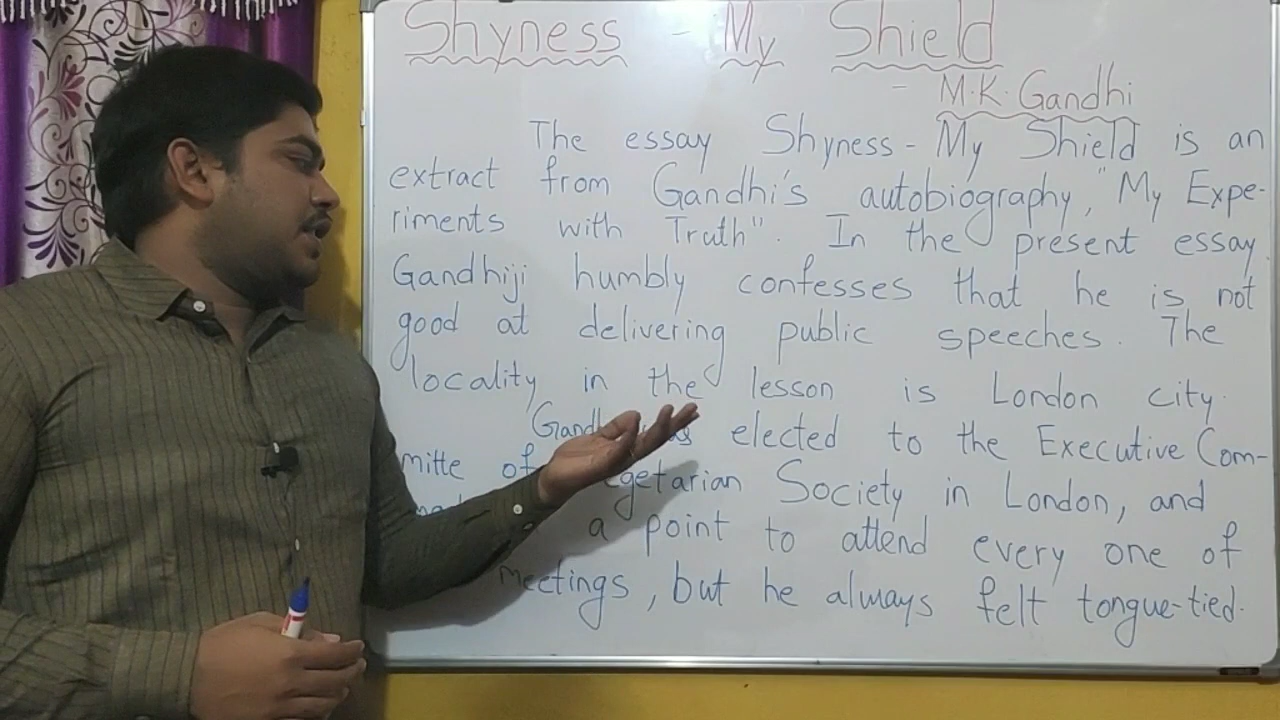 Shyness - My Shield
- M.K. Gandhi
The essay Shyness - My Shield is an
extract from Gandhi's autobiography, "My Expe-
riments with Truth". In the present essay
Gandhiji humbly confesses that he is not
good at delivering public speeches. The
locality in the lesson is London city.
elected to the Executive Com-
mitte of Society in London, and
a point to attend every one of
meetings, but he always felt tongue-tied.